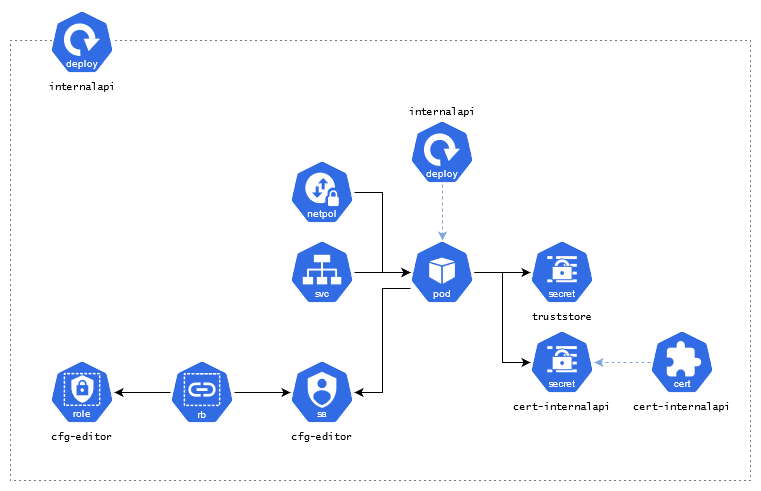 deploy
internalapi
internalapi
deploy
netpol
svc
pod
secret
truststore
secret
cert
cert-internalapi
cert-internalapi
role
rb
sa
cfg-editor
cfg-editor